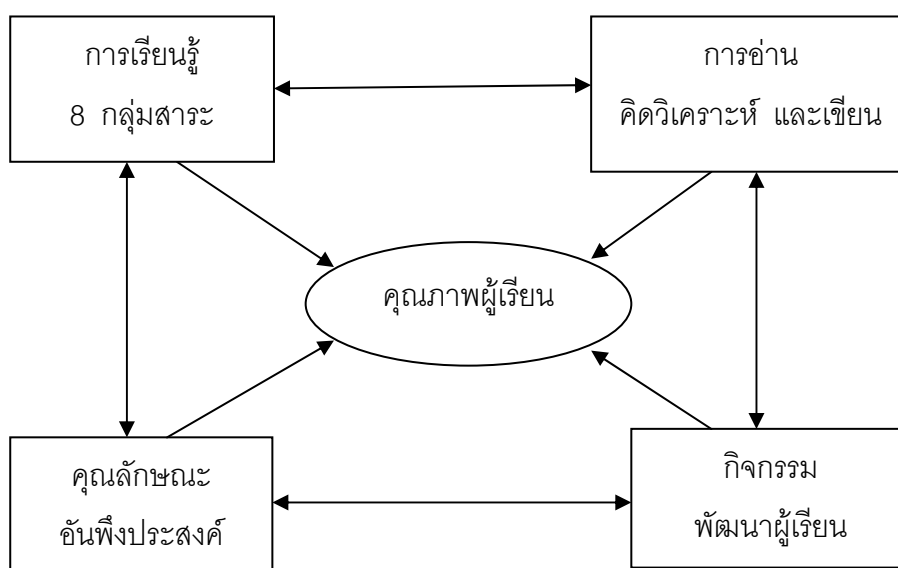 การเรียนรู้
8 กลุ่มสาระ
การอ่าน
คิดวิเคราะห์ และเขียน
คุณภาพผู้เรียน
คุณลักษณะ
อันพึงประสงค์
กิจกรรม
พัฒนาผู้เรียน